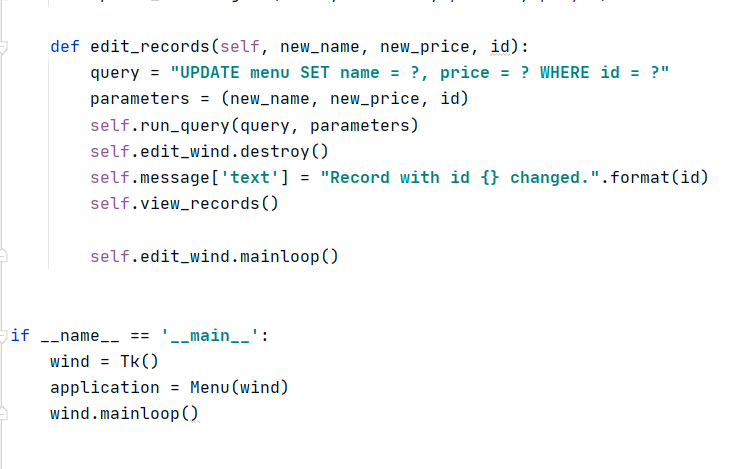 def edit_records(self, new_name, new_price, id):
query = "UPDATE menu SET name = ?, price = ? WHERE id = ?"
parameters = (new_name, new_price, id)
self.run_query(query, parameters)
self.edit_wind.destroy()
self.message['text'] = "Record with id {} changed.".format(id)
self.view_records()
self.edit_wind.mainloop()
if __name__ == '__main__':
wind = Tk()
application = Menu(wind)
wind.mainloop()